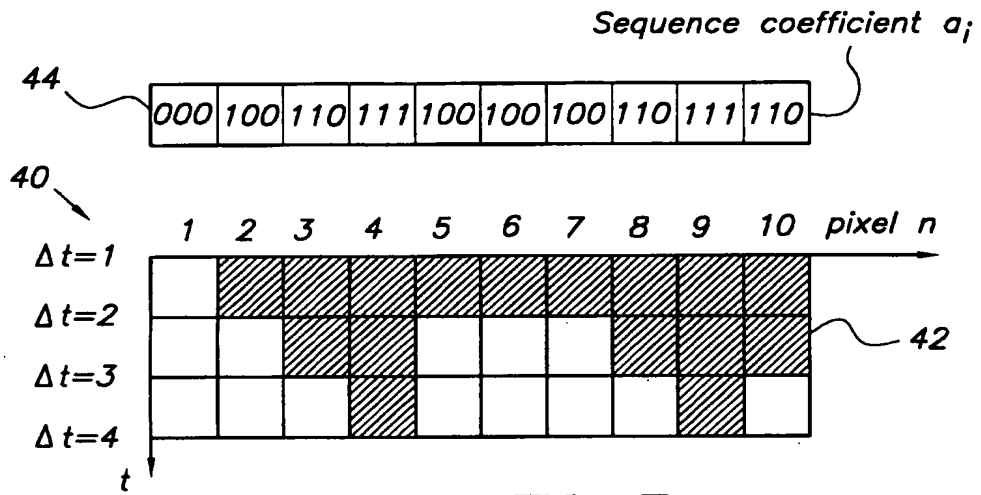 Sequence coefficient ai
44
000 100 110 111 100 100 100 110 111 110
40
1 2 3 4 5 6 7 8 9 10 pixel n
Δt=1
Δt=2
42
Δt=3
Δt=4
t